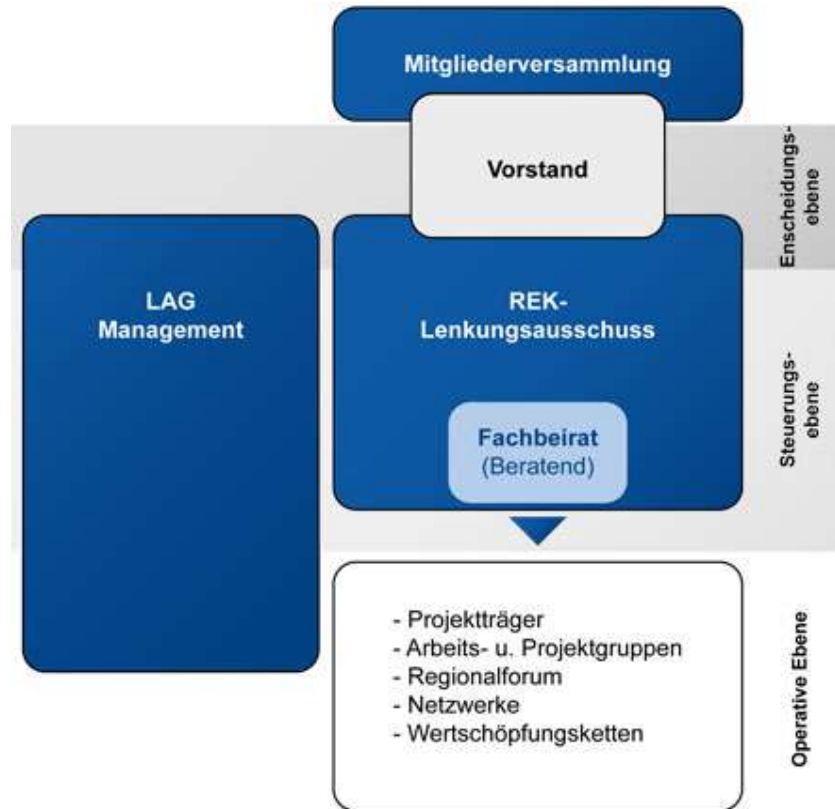 Mitgliederversammlung
Vorstand
Enscheidungs-
ebene
LAG
Management
REK-
Lenkungsausschuss
Fachbeirat
(Beratend)
Steuerungs-
ebene
- Projektträger
- Arbeits- u. Projektgruppen
- Regionalforum
- Netzwerke
- Wertschöpfungsketten
Operative Ebene